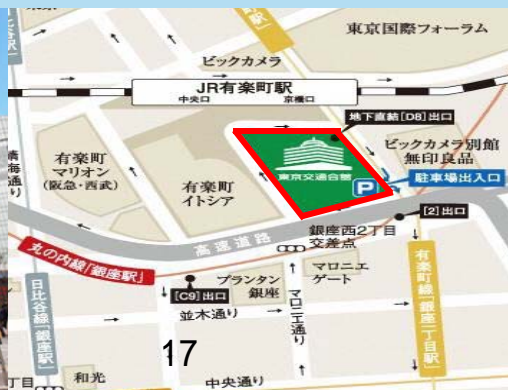 東京国際フォーラム
ビックカメラ
JR有楽町駅
中央口
京橋口
地下直結[D8]出口
ビックカメラ別館
無印良品
晴海通り
有楽町
マリオン
(阪急・西武)
有楽町
イトシア
東京交通会館
P
駐車場出入口
[2]出口
銀座西2丁目
交差点
高速道路
丸の内線「銀座駅」
日比谷線「銀座駅」
[C9]出口
プランタン
銀座
マロニエ
ゲート
並木通り
マロニエ通り
有楽町線「銀座一丁目駅」
17
丁目
和光
中央通り